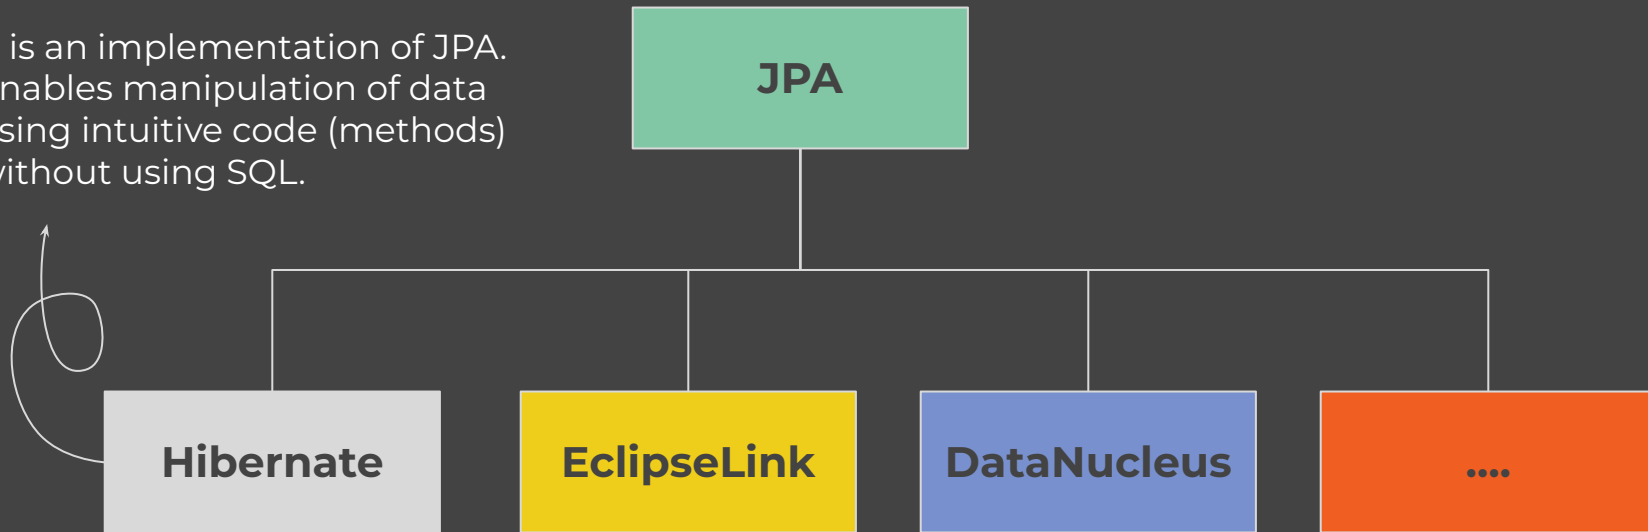 is an implementation of JPA.
nables manipulation of data
sing intuitive code (methods)
ithout using SQL.
JPA
Hibernate
EclipseLink
DataNucleus
....